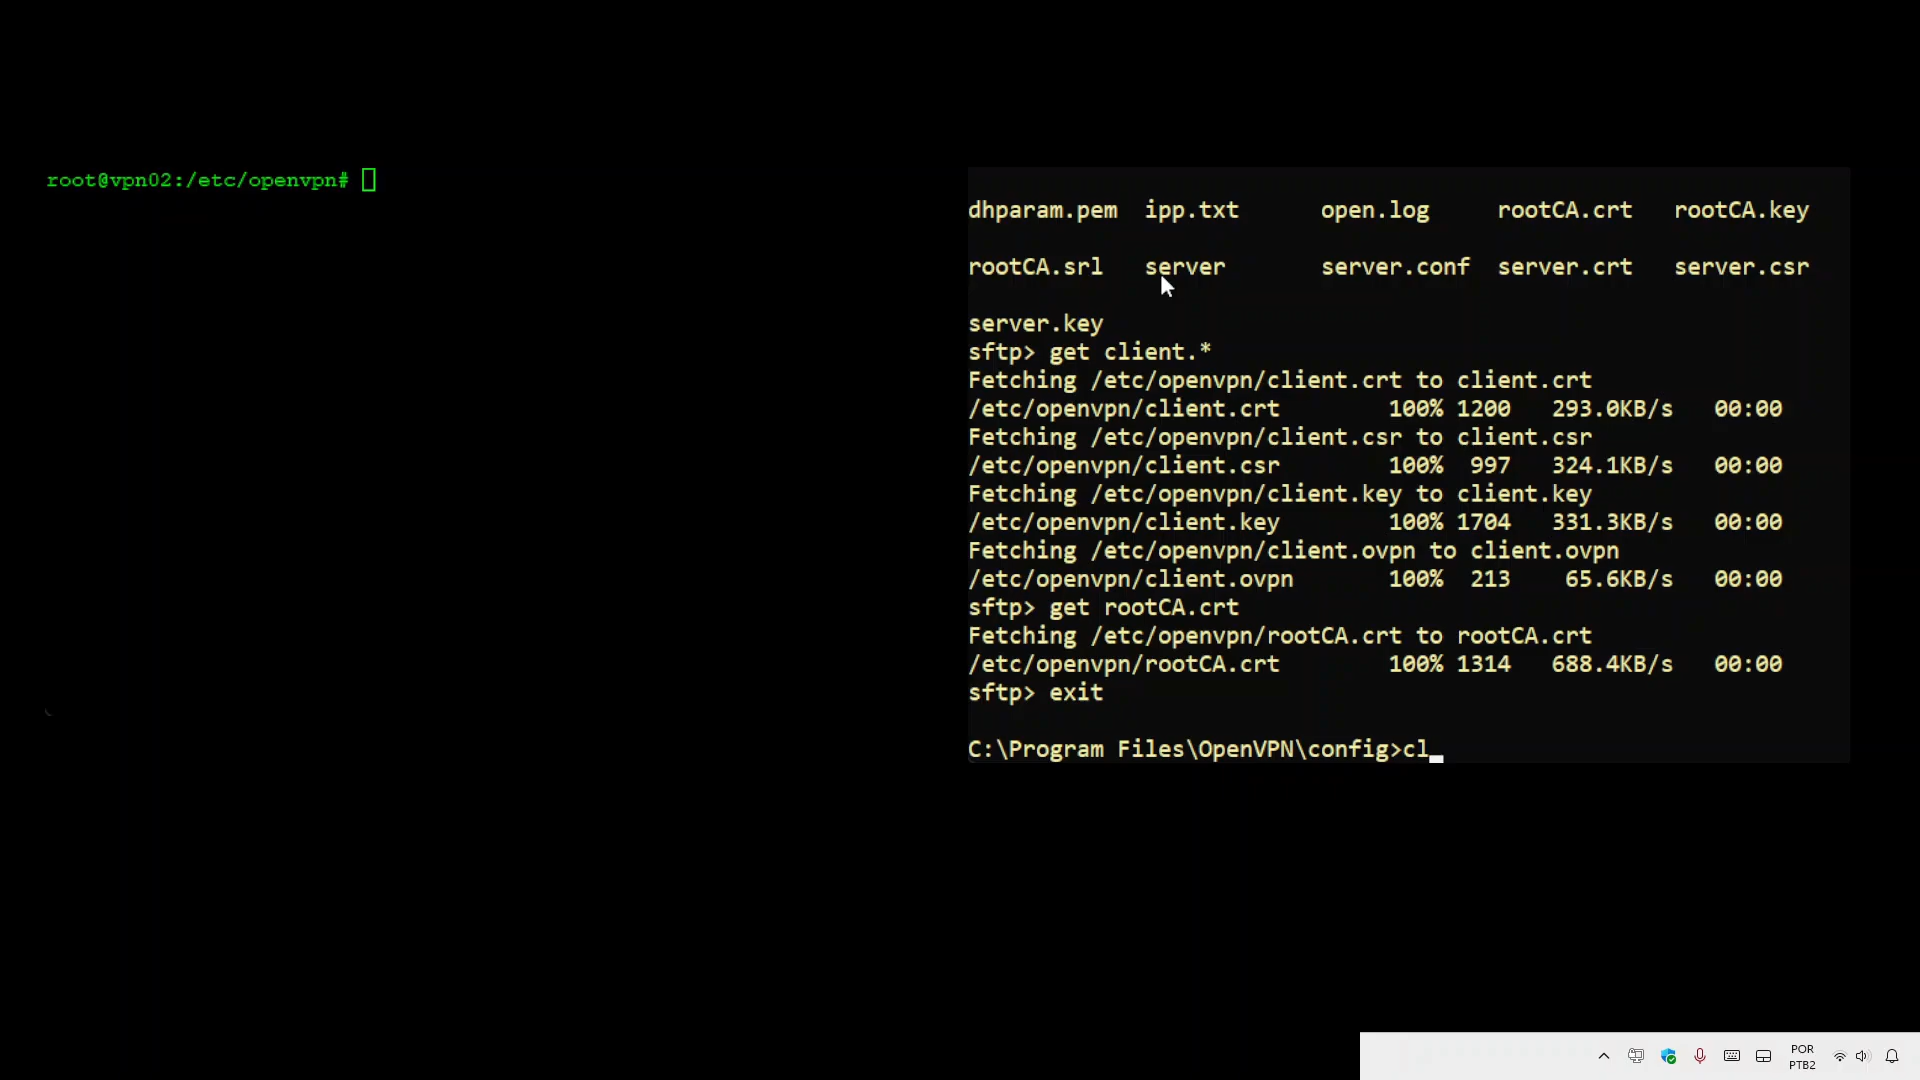 root@vpn02:/etc/openvpn#
dhparam.pem  ipp.txt      open.log     rootCA.crt   rootCA.key
rootCA.srl   server       server.conf  server.crt   server.csr
server.key
sftp> get client.*
Fetching /etc/openvpn/client.crt to client.crt
/etc/openvpn/client.crt        100% 1200   293.0KB/s   00:00
Fetching /etc/openvpn/client.csr to client.csr
/etc/openvpn/client.csr        100%  997   324.1KB/s   00:00
Fetching /etc/openvpn/client.key to client.key
/etc/openvpn/client.key        100% 1704   331.3KB/s   00:00
Fetching /etc/openvpn/client.ovpn to client.ovpn
/etc/openvpn/client.ovpn       100%  213    65.6KB/s   00:00
sftp> get rootCA.crt
Fetching /etc/openvpn/rootCA.crt to rootCA.crt
/etc/openvpn/rootCA.crt        100% 1314   688.4KB/s   00:00
sftp> exit
C:\Program Files\OpenVPN\config>cl
POR
PTB2